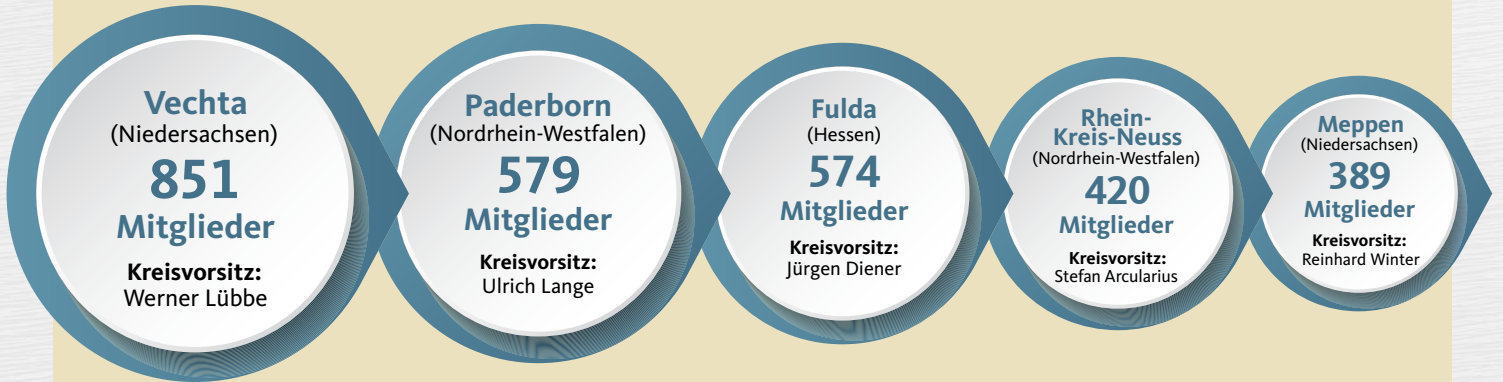 Vechta
(Niedersachsen)
851
Mitglieder
Kreisvorsitz:
Werner Lübbe
Paderborn
(Nordrhein-Westfalen)
579
Mitglieder
Kreisvorsitz:
Ulrich Lange
Fulda
(Hessen)
574
Mitglieder
Kreisvorsitz:
Jürgen Diener
Rhein-
Kreis-Neuss
(Nordrhein-Westfalen)
420
Mitglieder
Kreisvorsitz:
Stefan Arcularius
Meppen
(Niedersachsen)
389
Mitglieder
Kreisvorsitz:
Reinhard Winter